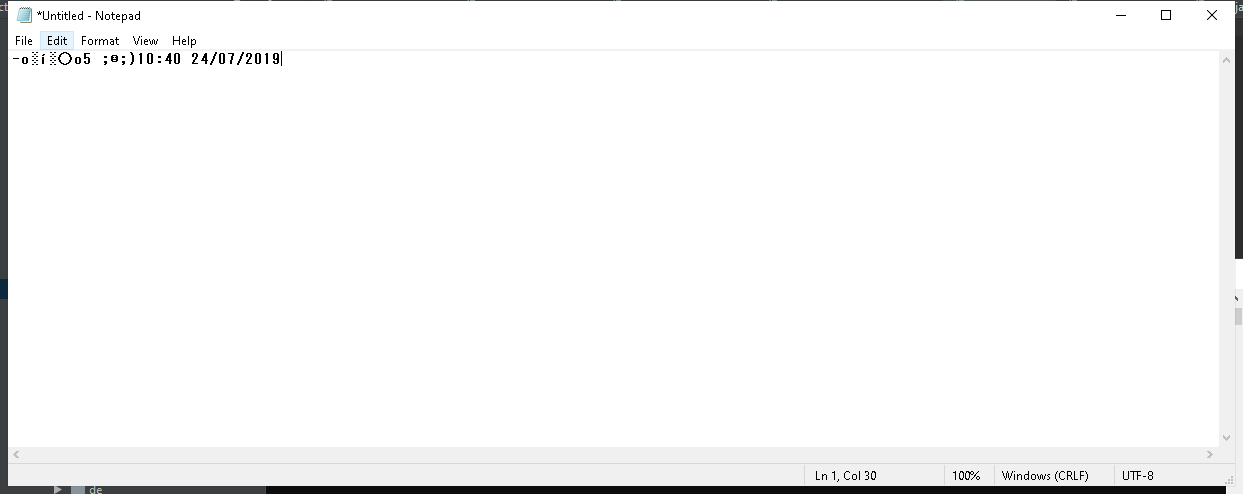 *Untitled - Notepad
File Edit Format View Help
10:40 24/07/2019
Ln 1, Col 30 100% Windows (CRLF) UTF-8
de